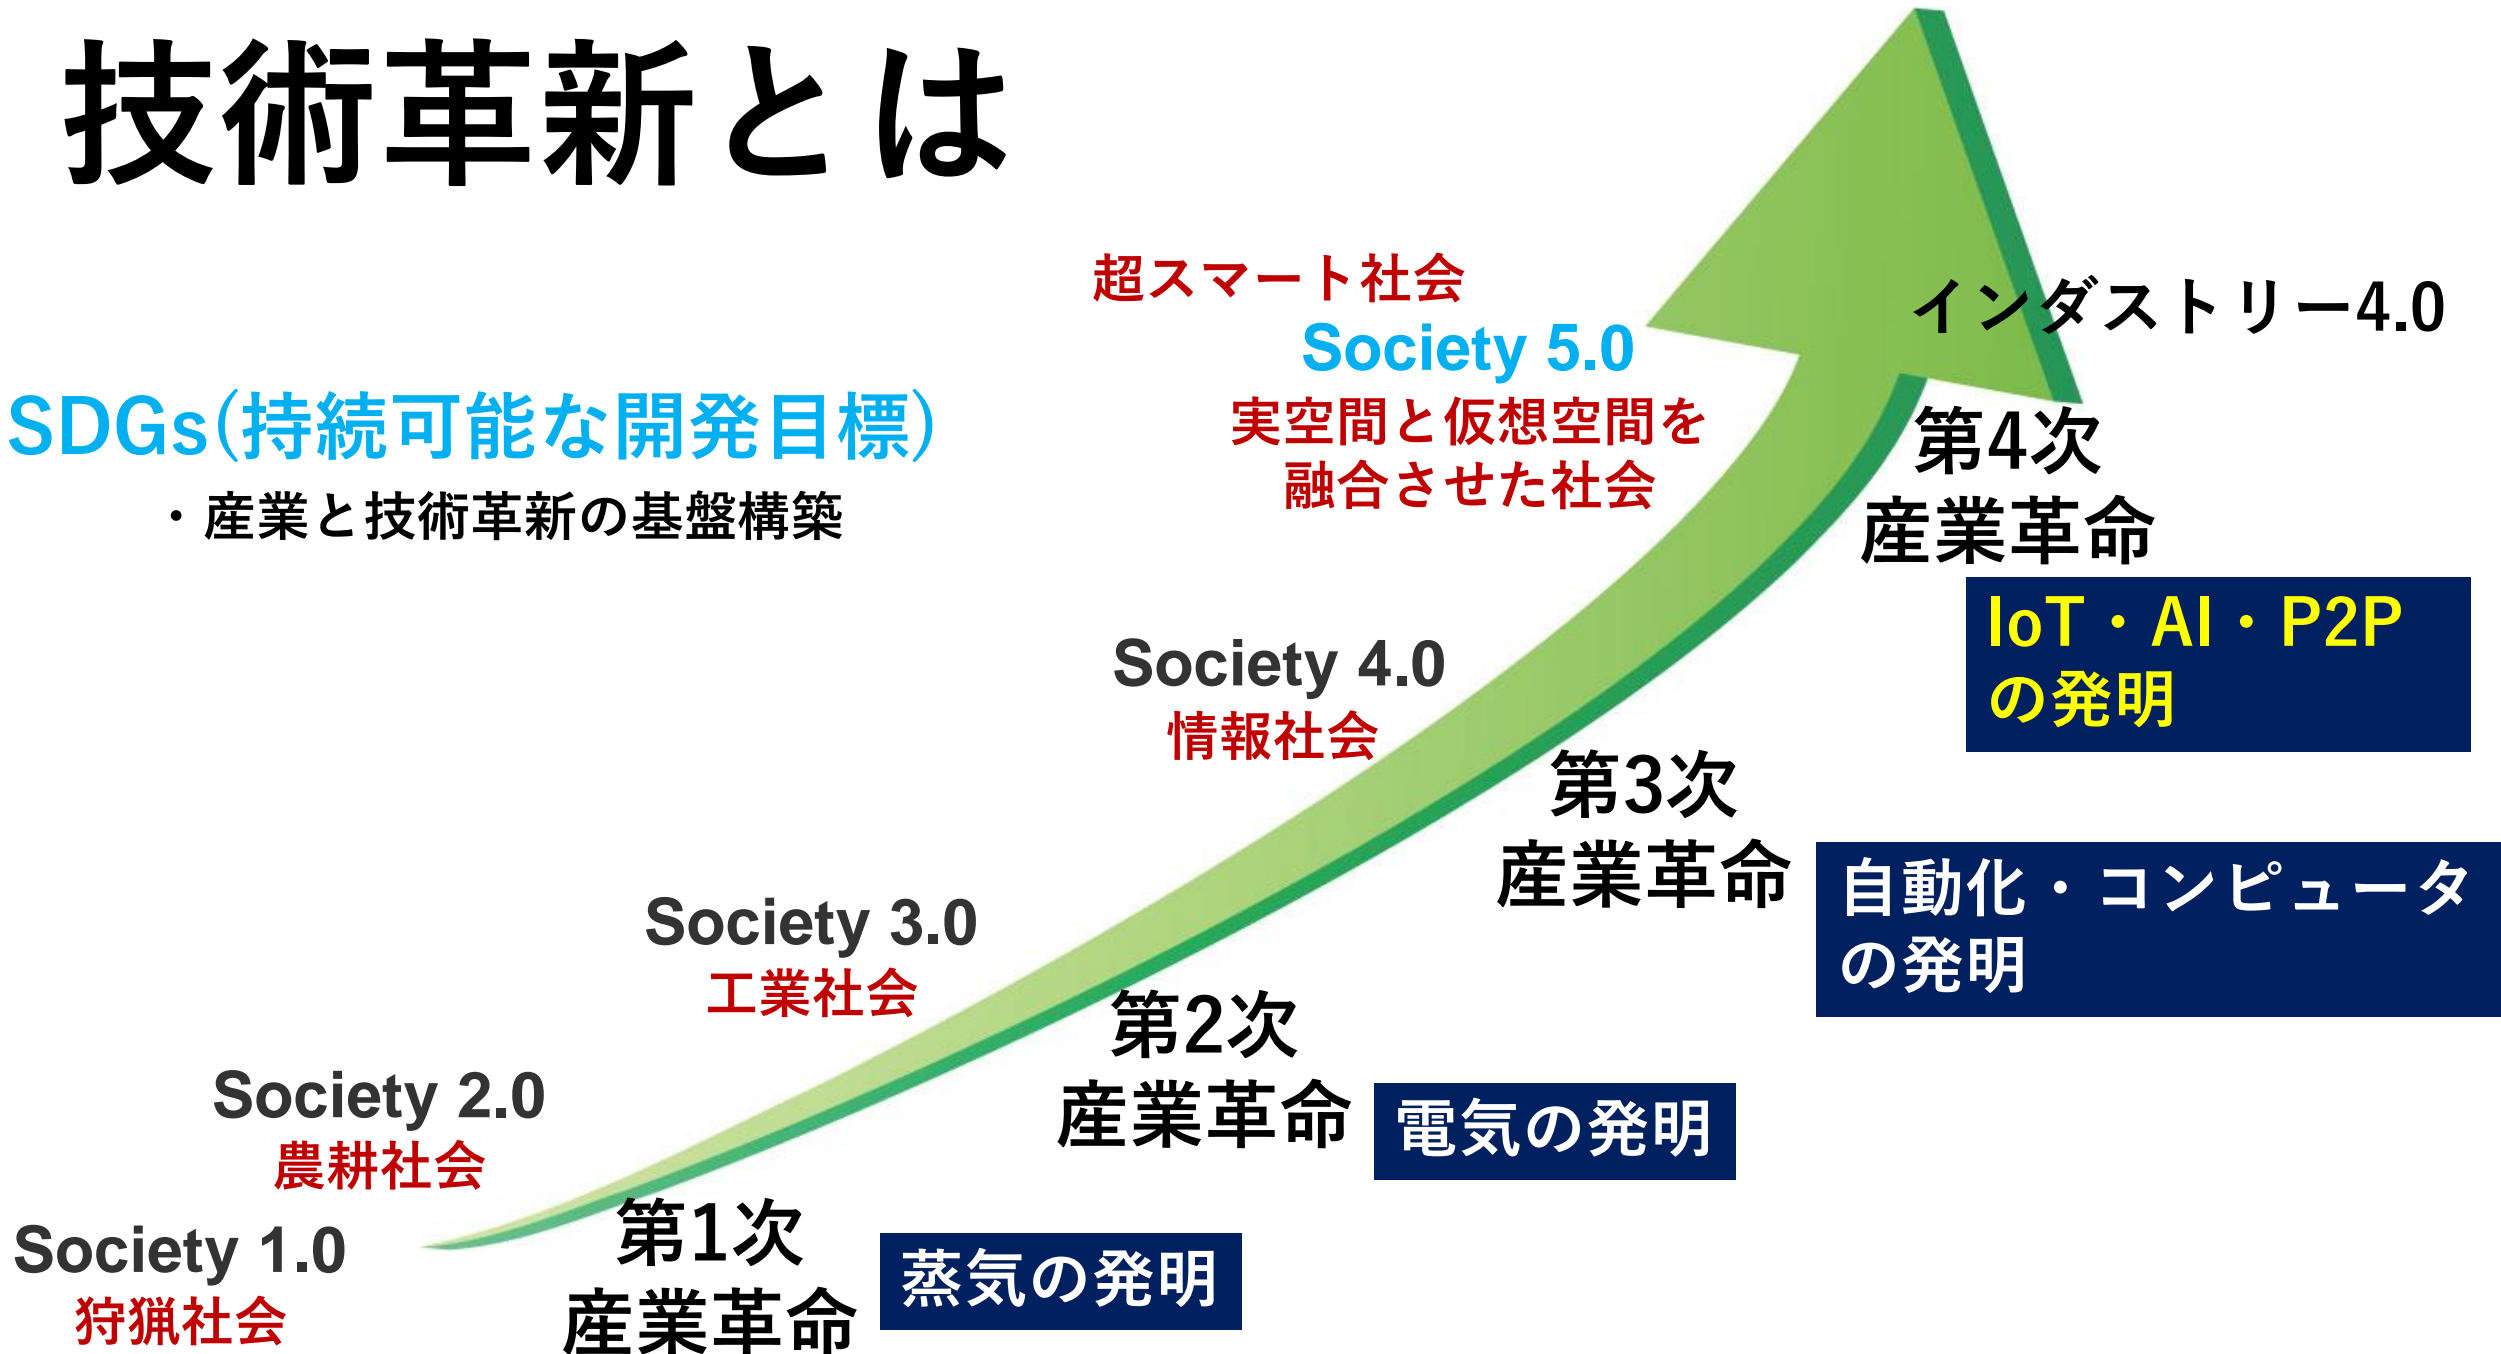 技術革新とは
超スマート社会
Society 5.0
実空間と仮想空間を
融合させた社会
インダストリー4.0
SDGs（持続可能な開発目標）
・産業と技術革新の基盤構築
第4次
産業革命
IoT・AI・P2P
の発明
Society 4.0
情報社会
第3次
産業革命
自動化・コンピュータ
の発明
Society 3.0
工業社会
第2次
産業革命
電気の発明
Society 2.0
農耕社会
第1次
産業革命
蒸気の発明
Society 1.0
狩猟社会